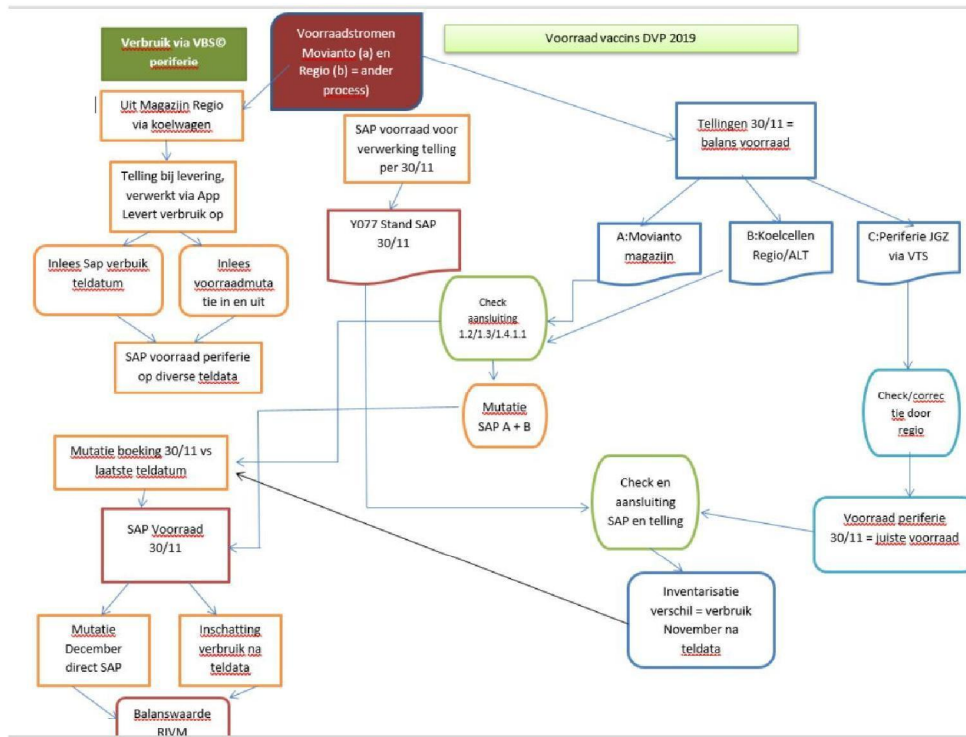 Verbruik via VBS©
periferie
Voorraadstromen
Movianto (a) en
Regio (b) = ander
process)
Voorraad vaccins DVP 2019
Uit Magazijn Regio
via koelwagen
SAP voorraad voor
verwerking telling
per 30/11
Tellingen 30/11 =
balans voorraad
Telling bij levering,
verwerkt via App
Levert verbruik op
Y077 Stand SAP
30/11
A:Movianto
magazijn
B:Koelcellen
Regio/ALT
C:Periferie JGZ
via VTS
Inlees Sap verbuik
teldatum
Inlees
voorraadmuta
tie in en uit
Check
aansluiting
1.2/1.3/1.4.1.1
SAP voorraad periferie
op diverse teldata
Mutatie
SAP A + B
Check/correc
tie door
regio
Mutatie boeking 30/11 vs
laatste teldatum
Check en
aansluiting
SAP en telling
SAP Voorraad
30/11
Voorraad periferie
30/11 = juiste voorraad
Inventarisatie
verschil = verbruik
November na
teldata
Mutatie
December
direct SAP
Inschatting
verbruik na
teldata
Balanswaarde
RIVM